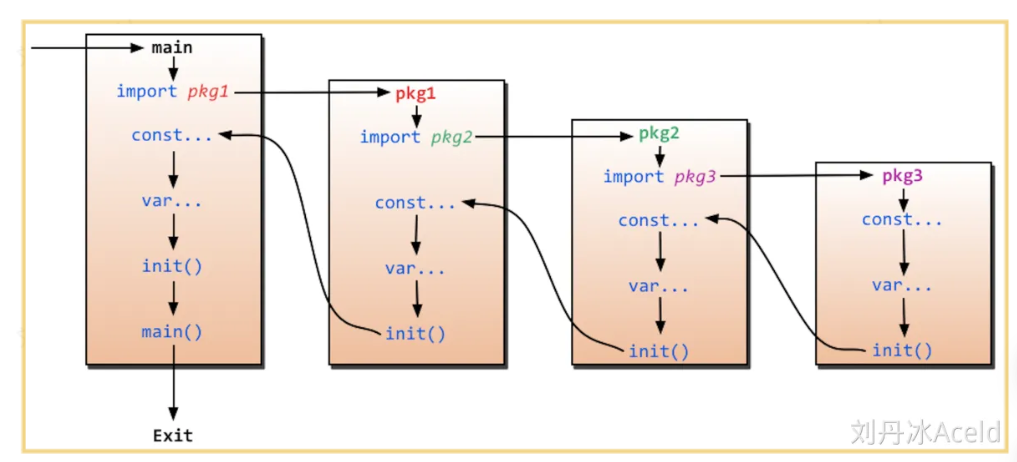 main
import pkg1
const...
var...
init()
main()
Exit
pkg1
import pkg2
const...
var...
init()
pkg2
import pkg3
const...
var...
init()
pkg3
const...
var...
init()
刘丹冰Aceld